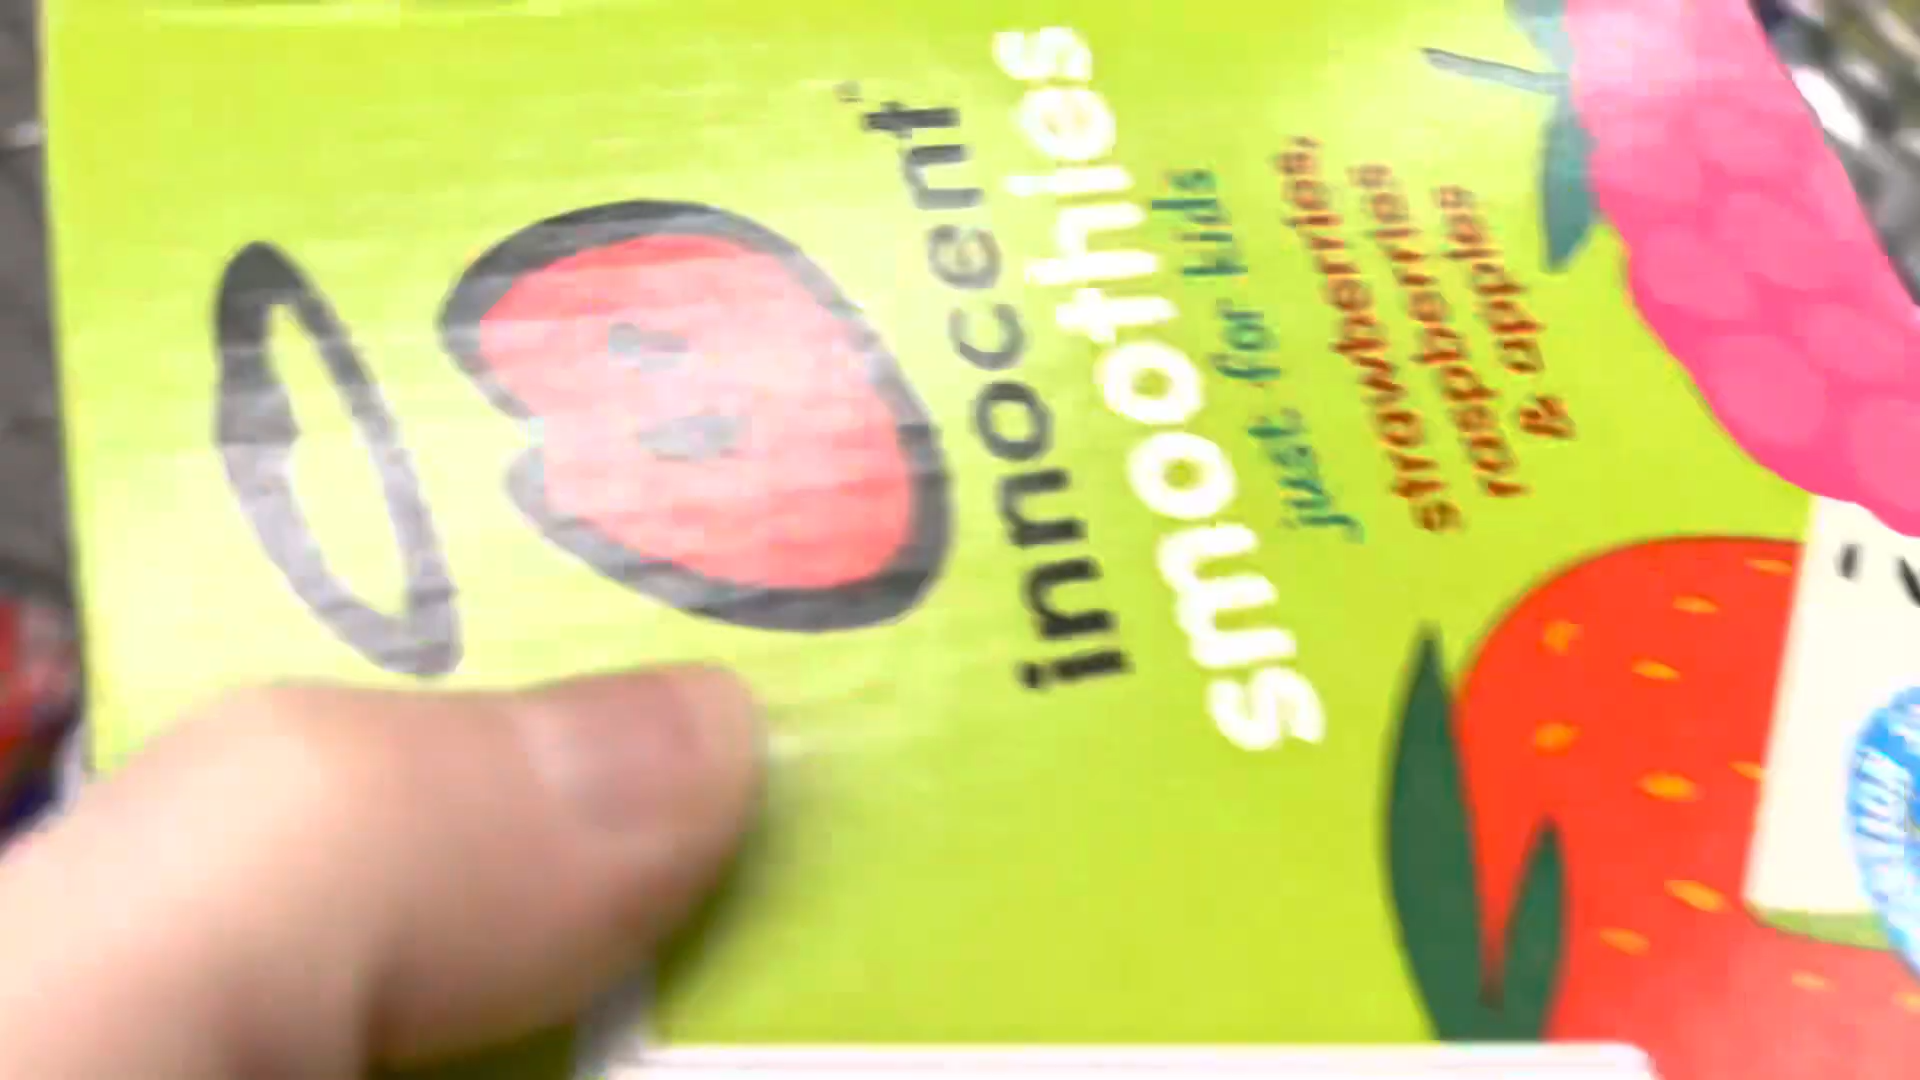 innocent
smoothies
just for kids
strawberries,
raspberries
& apples